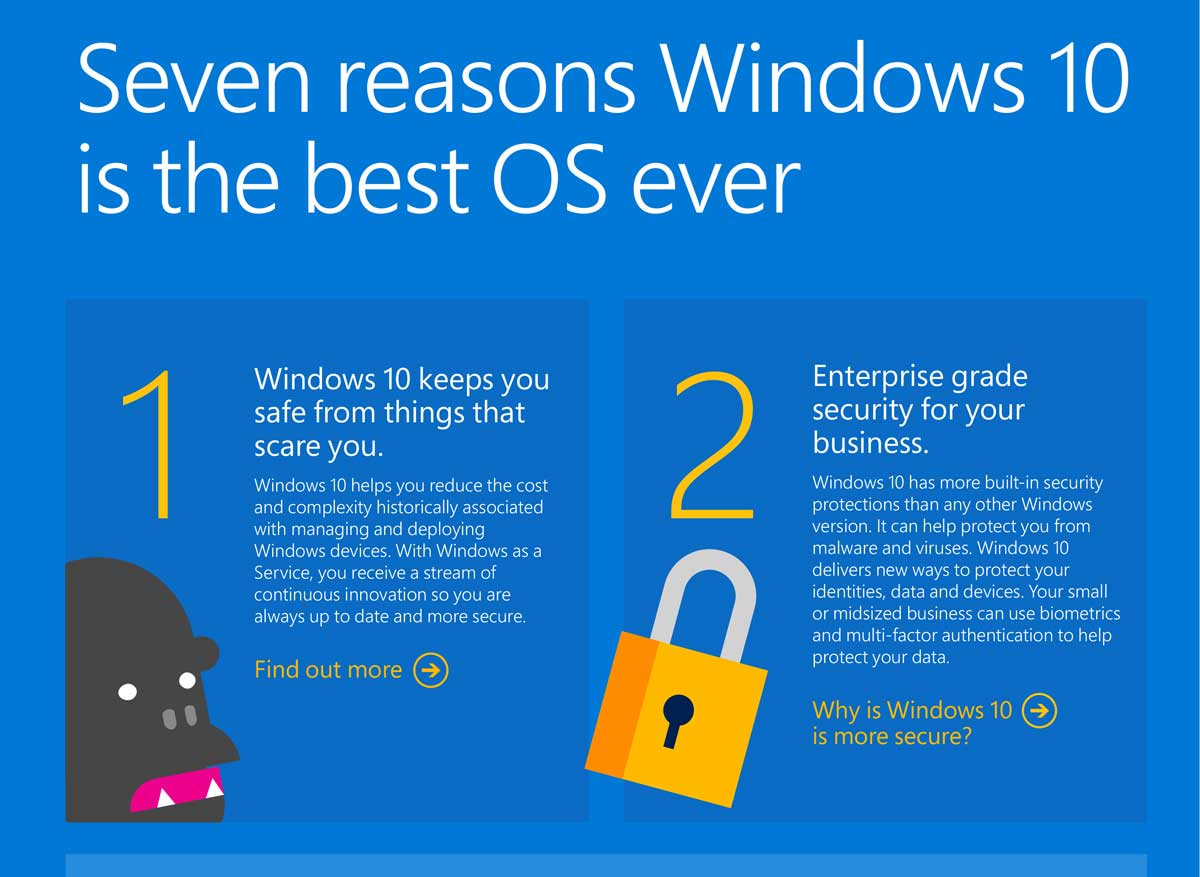 Seven reasons Windows 10
is the best OS ever
1
Windows 10 keeps you
safe from things that
scare you.
Windows 10 helps you reduce the cost
and complexity historically associated
with managing and deploying
Windows devices. With Windows as a
Service, you receive a stream of
continuous innovation so you are
always up to date and more secure.
Find out more
2
Enterprise grade
security for your
business.
Windows 10 has more built-in security
protections than any other Windows
version. It can help protect you from
malware and viruses. Windows 10
delivers new ways to protect your
identities, data and devices. Your small
or midsized business can use biometrics
and multi-factor authentication to help
protect your data.
Why is Windows 10
is more secure?